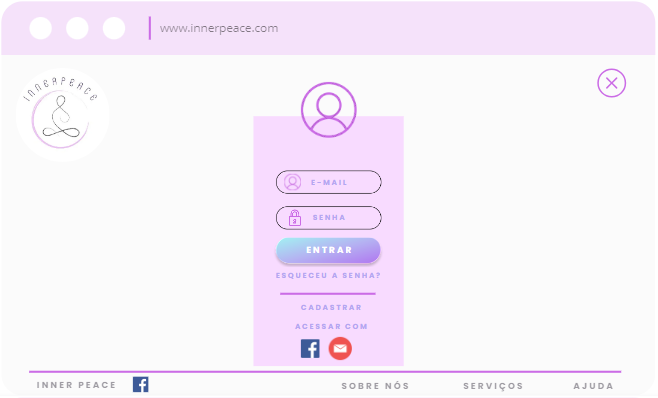 www.innerpeace.com
INNERPEACE
E-MAIL
SENHA
ENTRAR
ESQUECEU A SENHA?
CADASTRAR
ACESSAR COM
INNER PEACE
SOBRE NÓS
SERVIÇOS
AJUDA